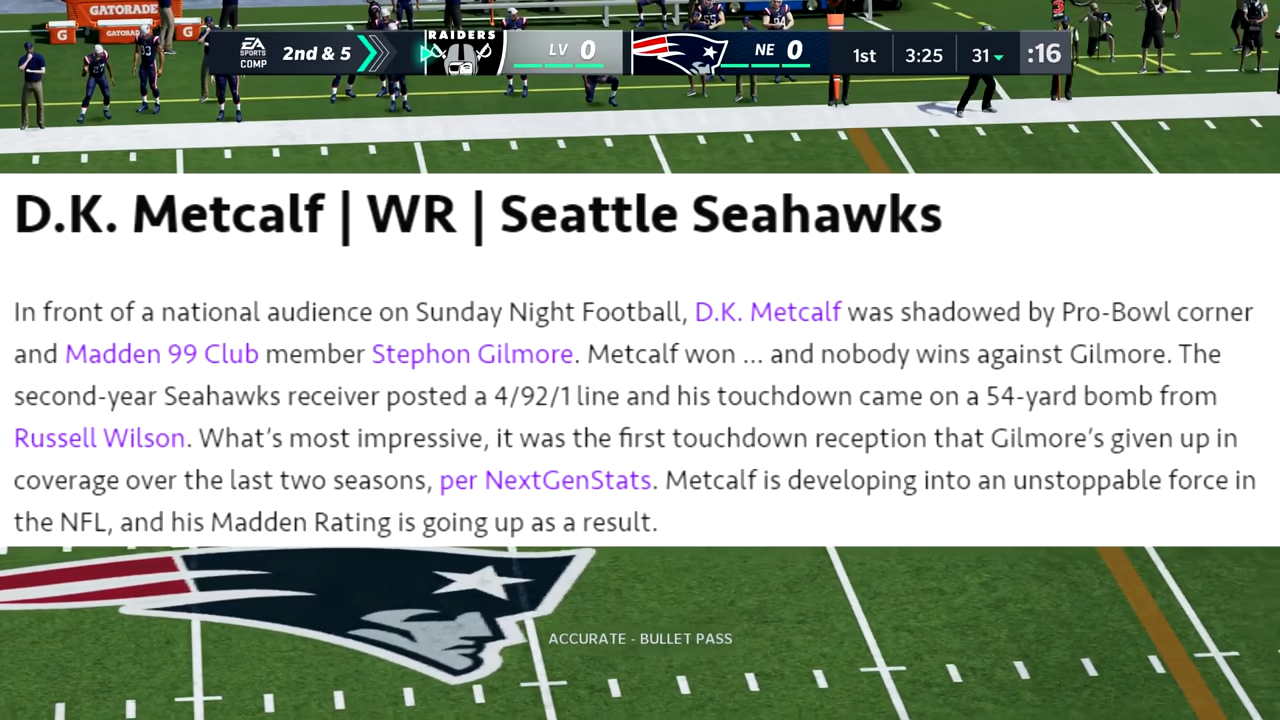 GATORADE
G
GATORADE
G
EA
SPORTS
COMP
2nd & 5
RAIDERS
LV 0
NE 0
1st
3:25
31
:16
D.K. Metcalf | WR | Seattle Seahawks
In front of a national audience on Sunday Night Football, D.K. Metcalf was shadowed by Pro-Bowl corner
and Madden 99 Club member Stephon Gilmore. Metcalf won ... and nobody wins against Gilmore. The
second-year Seahawks receiver posted a 4/92/1 line and his touchdown came on a 54-yard bomb from
Russell Wilson. What's most impressive, it was the first touchdown reception that Gilmore's given up in
coverage over the last two seasons, per NextGenStats. Metcalf is developing into an unstoppable force in
the NFL, and his Madden Rating is going up as a result.
ACCURATE - BULLET PASS